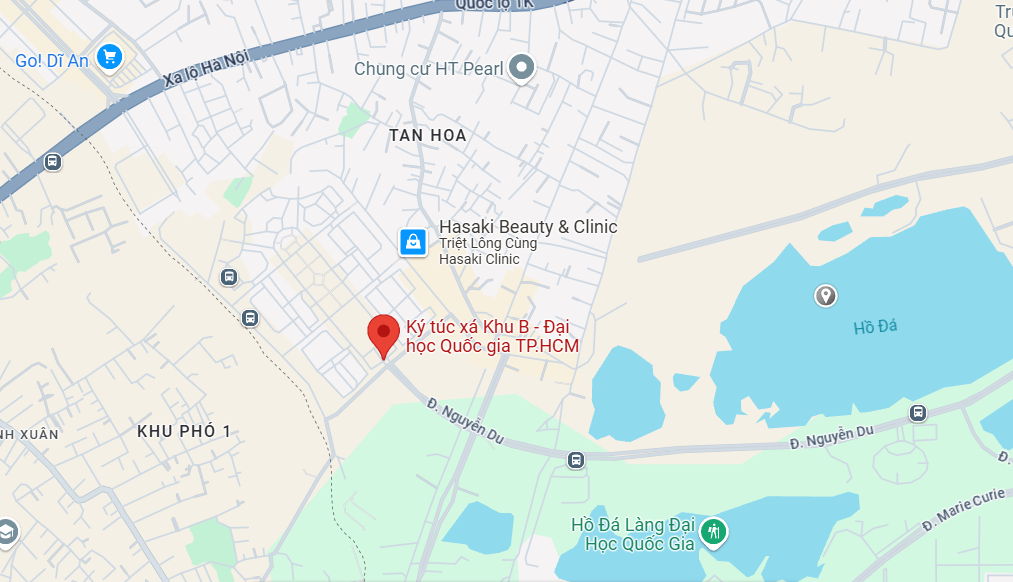 Quốc lộ 1K
Trư
Qu
Go! Dĩ An
Xa lộ Hà Nội
Chung cư HT Pearl
TAN HOA
Hasaki Beauty & Clinic
Triệt Lông Cùng
Hasaki Clinic
Hồ Đá
Ký túc xá Khu B - Đại
học Quốc gia TP.HCM
Đ. Nguyễn Du
NH XUÂN
KHU PHÓ 1
Đ. Nguyễn Du
Đ.
Đ. Marie Curie
Hồ Đá Làng Đại
Học Quốc Gia